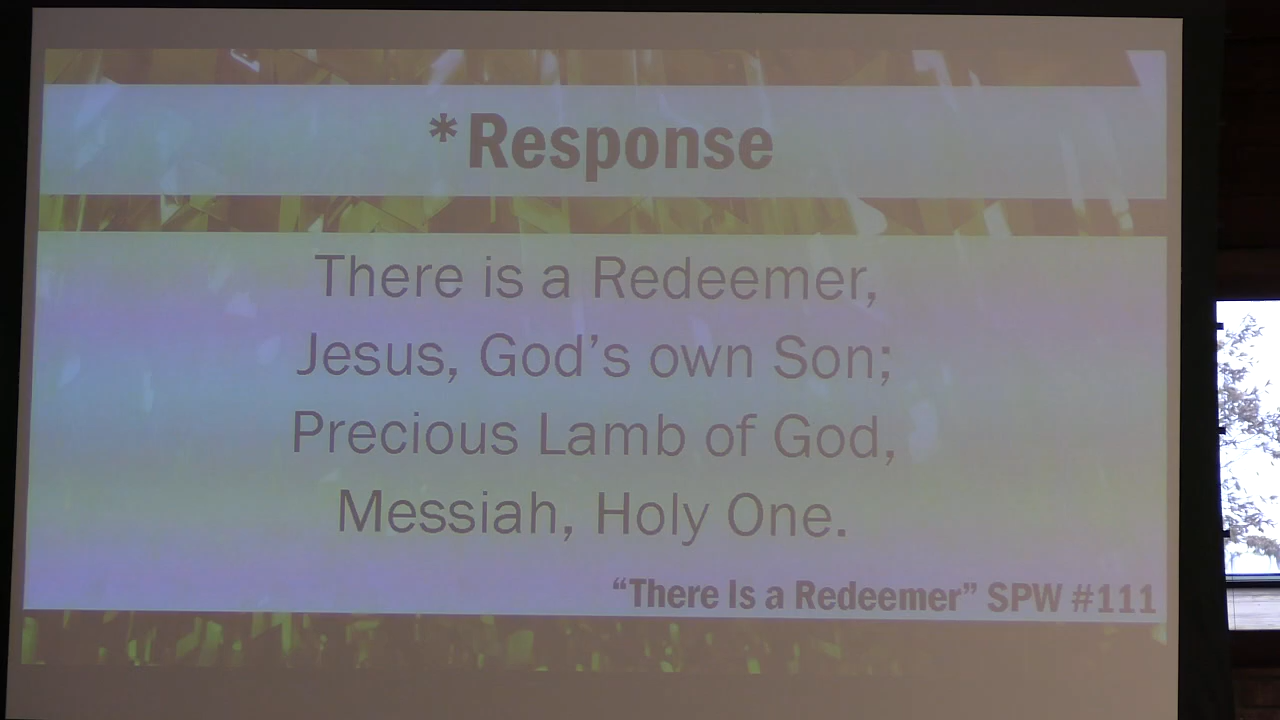 *Response
There is a Redeemer,
Jesus, God’s own Son;
Precious Lamb of God,
Messiah, Holy One.
“There Is a Redeemer” SPW #111